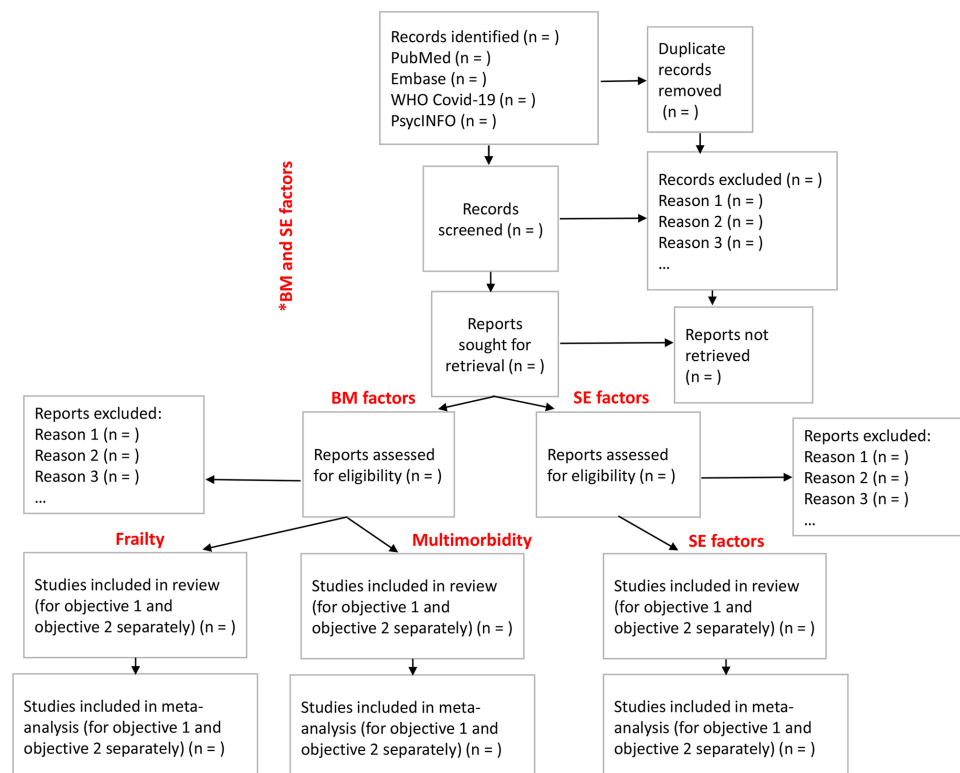 Records identified (n = )
PubMed (n = )
Embase (n = )
WHO Covid-19 (n = )
PsycINFO (n = )
Duplicate
records
removed
(n = )
*BM and SE factors
Records
screened (n = )
Records excluded (n = )
Reason 1 (n = )
Reason 2 (n = )
Reason 3 (n = )
...
Reports
sought for
retrieval (n = )
Reports not
retrieved
(n = )
BM factors
SE factors
Reports excluded:
Reason 1 (n = )
Reason 2 (n = )
Reason 3 (n = )
...
Reports assessed
for eligibility (n = )
Reports assessed
for eligibility (n = )
Reports excluded:
Reason 1 (n = )
Reason 2 (n = )
Reason 3 (n = )
...
Frailty
Multimorbidity
SE factors
Studies included in review
(for objective 1 and
objective 2 separately) (n = )
Studies included in review
(for objective 1 and
objective 2 separately) (n = )
Studies included in review
(for objective 1 and
objective 2 separately) (n = )
Studies included in meta-
analysis (for objective 1 and
objective 2 separately) (n = )
Studies included in meta-
analysis (for objective 1 and
objective 2 separately) (n = )
Studies included in meta-
analysis (for objective 1 and
objective 2 separately) (n = )